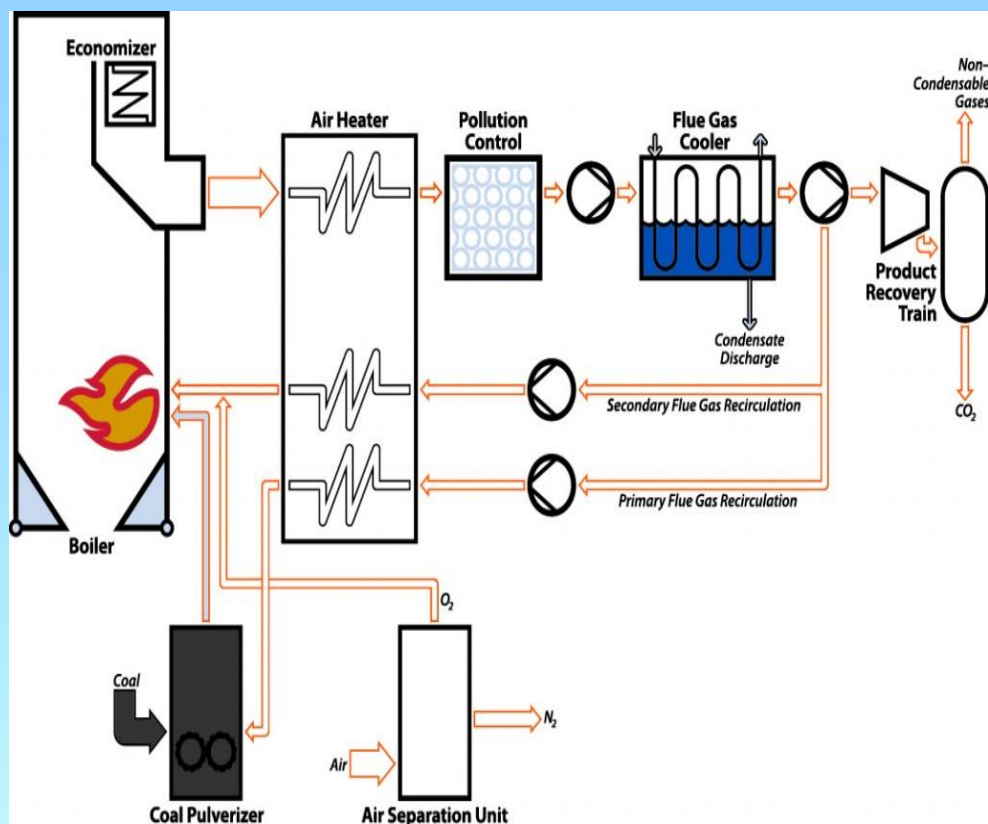 Economizer
Air Heater
Pollution
Control
Flue Gas
Cooler
Non–
Condensable
Gases
Product
Recovery
Train
Condensate
Discharge
Secondary Flue Gas Recirculation
CO₂
Primary Flue Gas Recirculation
Boiler
O₂
Coal
N₂
Air
Coal Pulverizer
Air Separation Unit